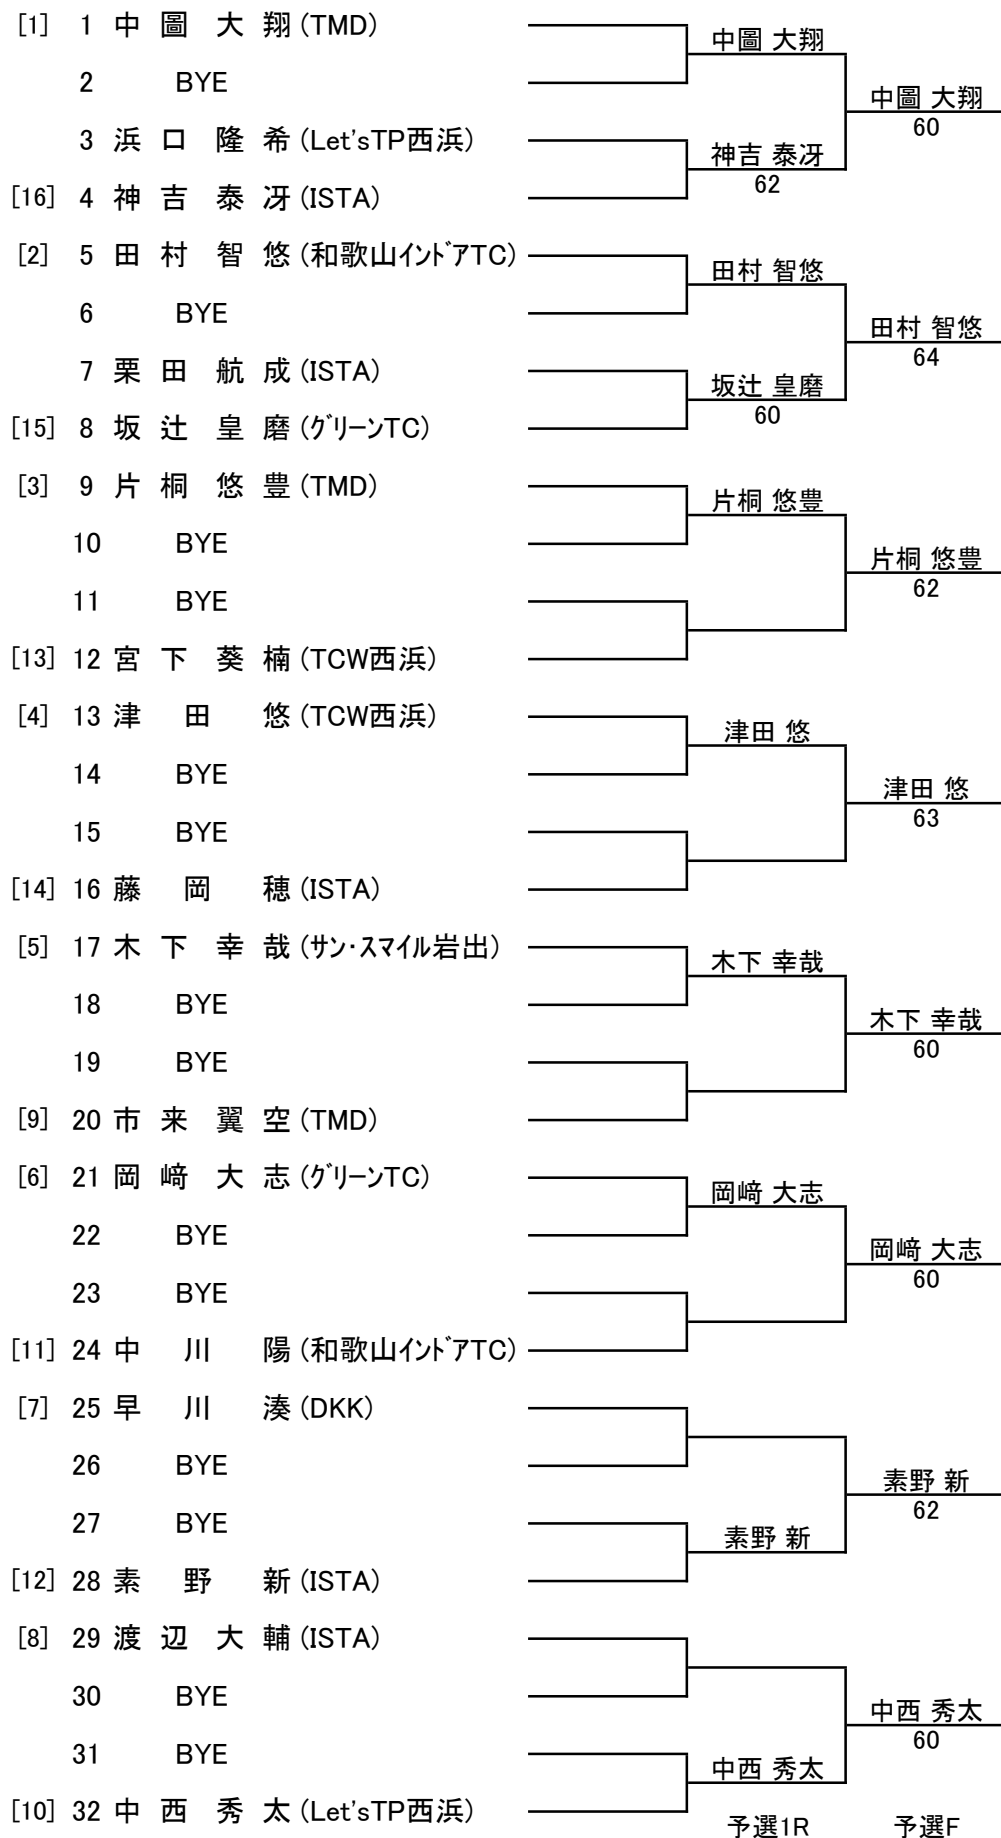 [1] 1 中 圖 大 翔 (TMD)
中圖 大翔
2 BYE
中圖 大翔
60
3 浜 口 隆 希 (Let'sTP西浜)
神吉 泰冴
62
[16] 4 神 吉 泰 冴 (ISTA)
[2] 5 田 村 智 悠 (和歌山インドアTC)
田村 智悠
6 BYE
田村 智悠
64
7 栗 田 航 成 (ISTA)
坂辻 皇磨
60
[15] 8 坂 辻 皇 磨 (グリーンTC)
[3] 9 片 桐 悠 豊 (TMD)
片桐 悠豊
10 BYE
片桐 悠豊
62
11 BYE
[13] 12 宮 下 葵 楠 (TCW西浜)
[4] 13 津 田 悠 (TCW西浜)
津田 悠
14 BYE
津田 悠
63
15 BYE
[14] 16 藤 岡 穂 (ISTA)
[5] 17 木 下 幸 哉 (サン・スマイル岩出)
木下 幸哉
18 BYE
木下 幸哉
60
19 BYE
[9] 20 市 来 翼 空 (TMD)
[6] 21 岡 﨑 大 志 (グリーンTC)
岡﨑 大志
22 BYE
岡﨑 大志
60
23 BYE
[11] 24 中 川 陽 (和歌山インドアTC)
[7] 25 早 川 湊 (DKK)
26 BYE
素野 新
62
27 BYE
素野 新
[12] 28 素 野 新 (ISTA)
[8] 29 渡 辺 大 輔 (ISTA)
30 BYE
中西 秀太
60
31 BYE
中西 秀太
[10] 32 中 西 秀 太 (Let'sTP西浜)
予選1R 予選F